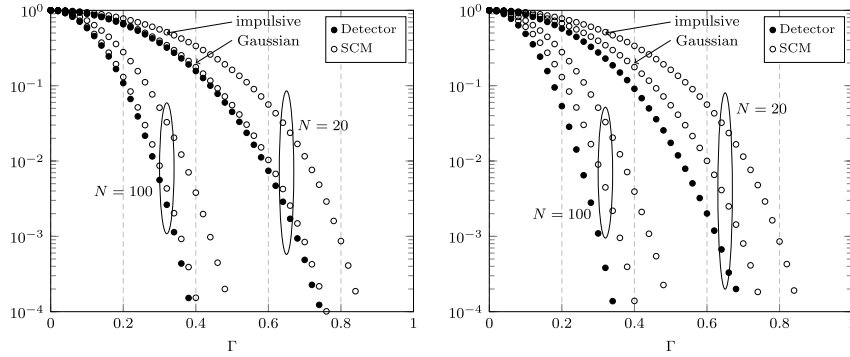 10^0
10^−1
10^−2
10^−3
10^−4
0
0.2
0.4
0.6
0.8
1
Γ
impulsive
Gaussian
Detector
SCM
N = 20
N = 100
10^0
10^−1
10^−2
10^−3
10^−4
0
0.2
0.4
0.6
0.8
1
Γ
impulsive
Gaussian
Detector
SCM
N = 20
N = 100